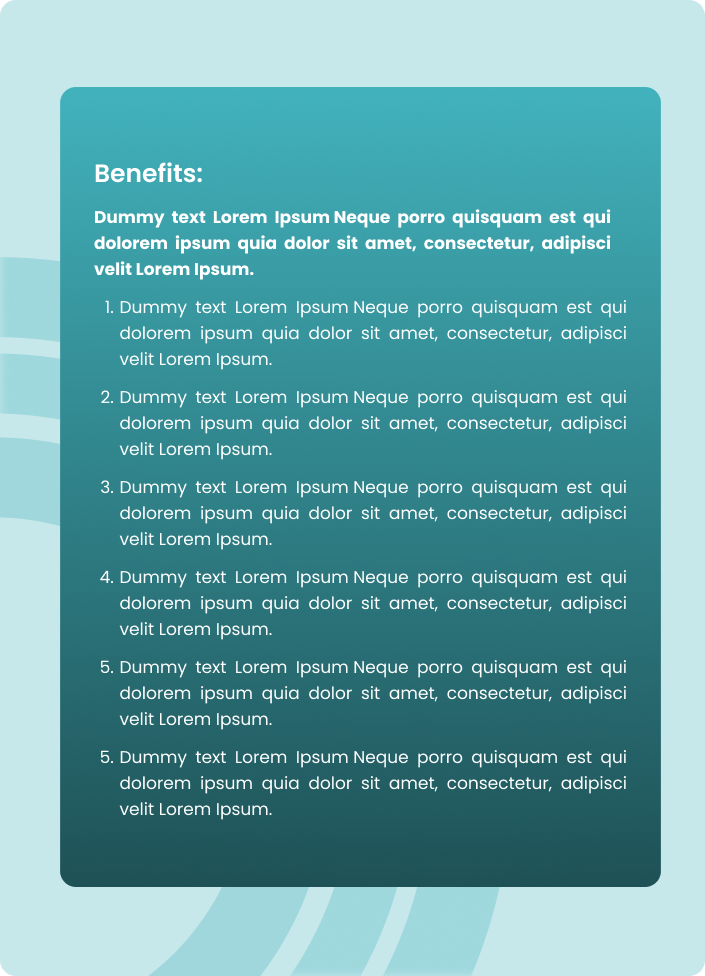 Benefits:
Dummy text Lorem Ipsum Neque porro quisquam est qui
dolorem ipsum quia dolor sit amet, consectetur, adipisci
velit Lorem Ipsum.
1. Dummy text Lorem Ipsum Neque porro quisquam est qui
dolorem ipsum quia dolor sit amet, consectetur, adipisci
velit Lorem Ipsum.
2. Dummy text Lorem Ipsum Neque porro quisquam est qui
dolorem ipsum quia dolor sit amet, consectetur, adipisci
velit Lorem Ipsum.
3. Dummy text Lorem Ipsum Neque porro quisquam est qui
dolorem ipsum quia dolor sit amet, consectetur, adipisci
velit Lorem Ipsum.
4. Dummy text Lorem Ipsum Neque porro quisquam est qui
dolorem ipsum quia dolor sit amet, consectetur, adipisci
velit Lorem Ipsum.
5. Dummy text Lorem Ipsum Neque porro quisquam est qui
dolorem ipsum quia dolor sit amet, consectetur, adipisci
velit Lorem Ipsum.
5. Dummy text Lorem Ipsum Neque porro quisquam est qui
dolorem ipsum quia dolor sit amet, consectetur, adipisci
velit Lorem Ipsum.